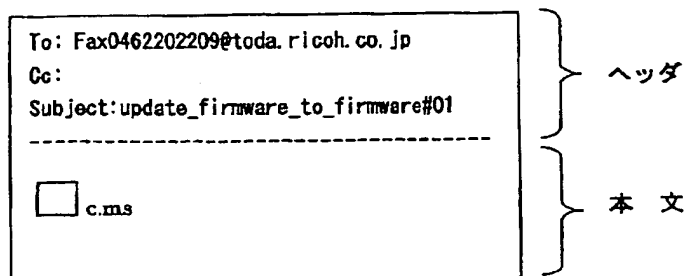 To: Fax0462202209@toda.ricoh.co.jp
Cc:
Subject:update_firmware_to_firmware#01
ヘッダ
c.ms
本文